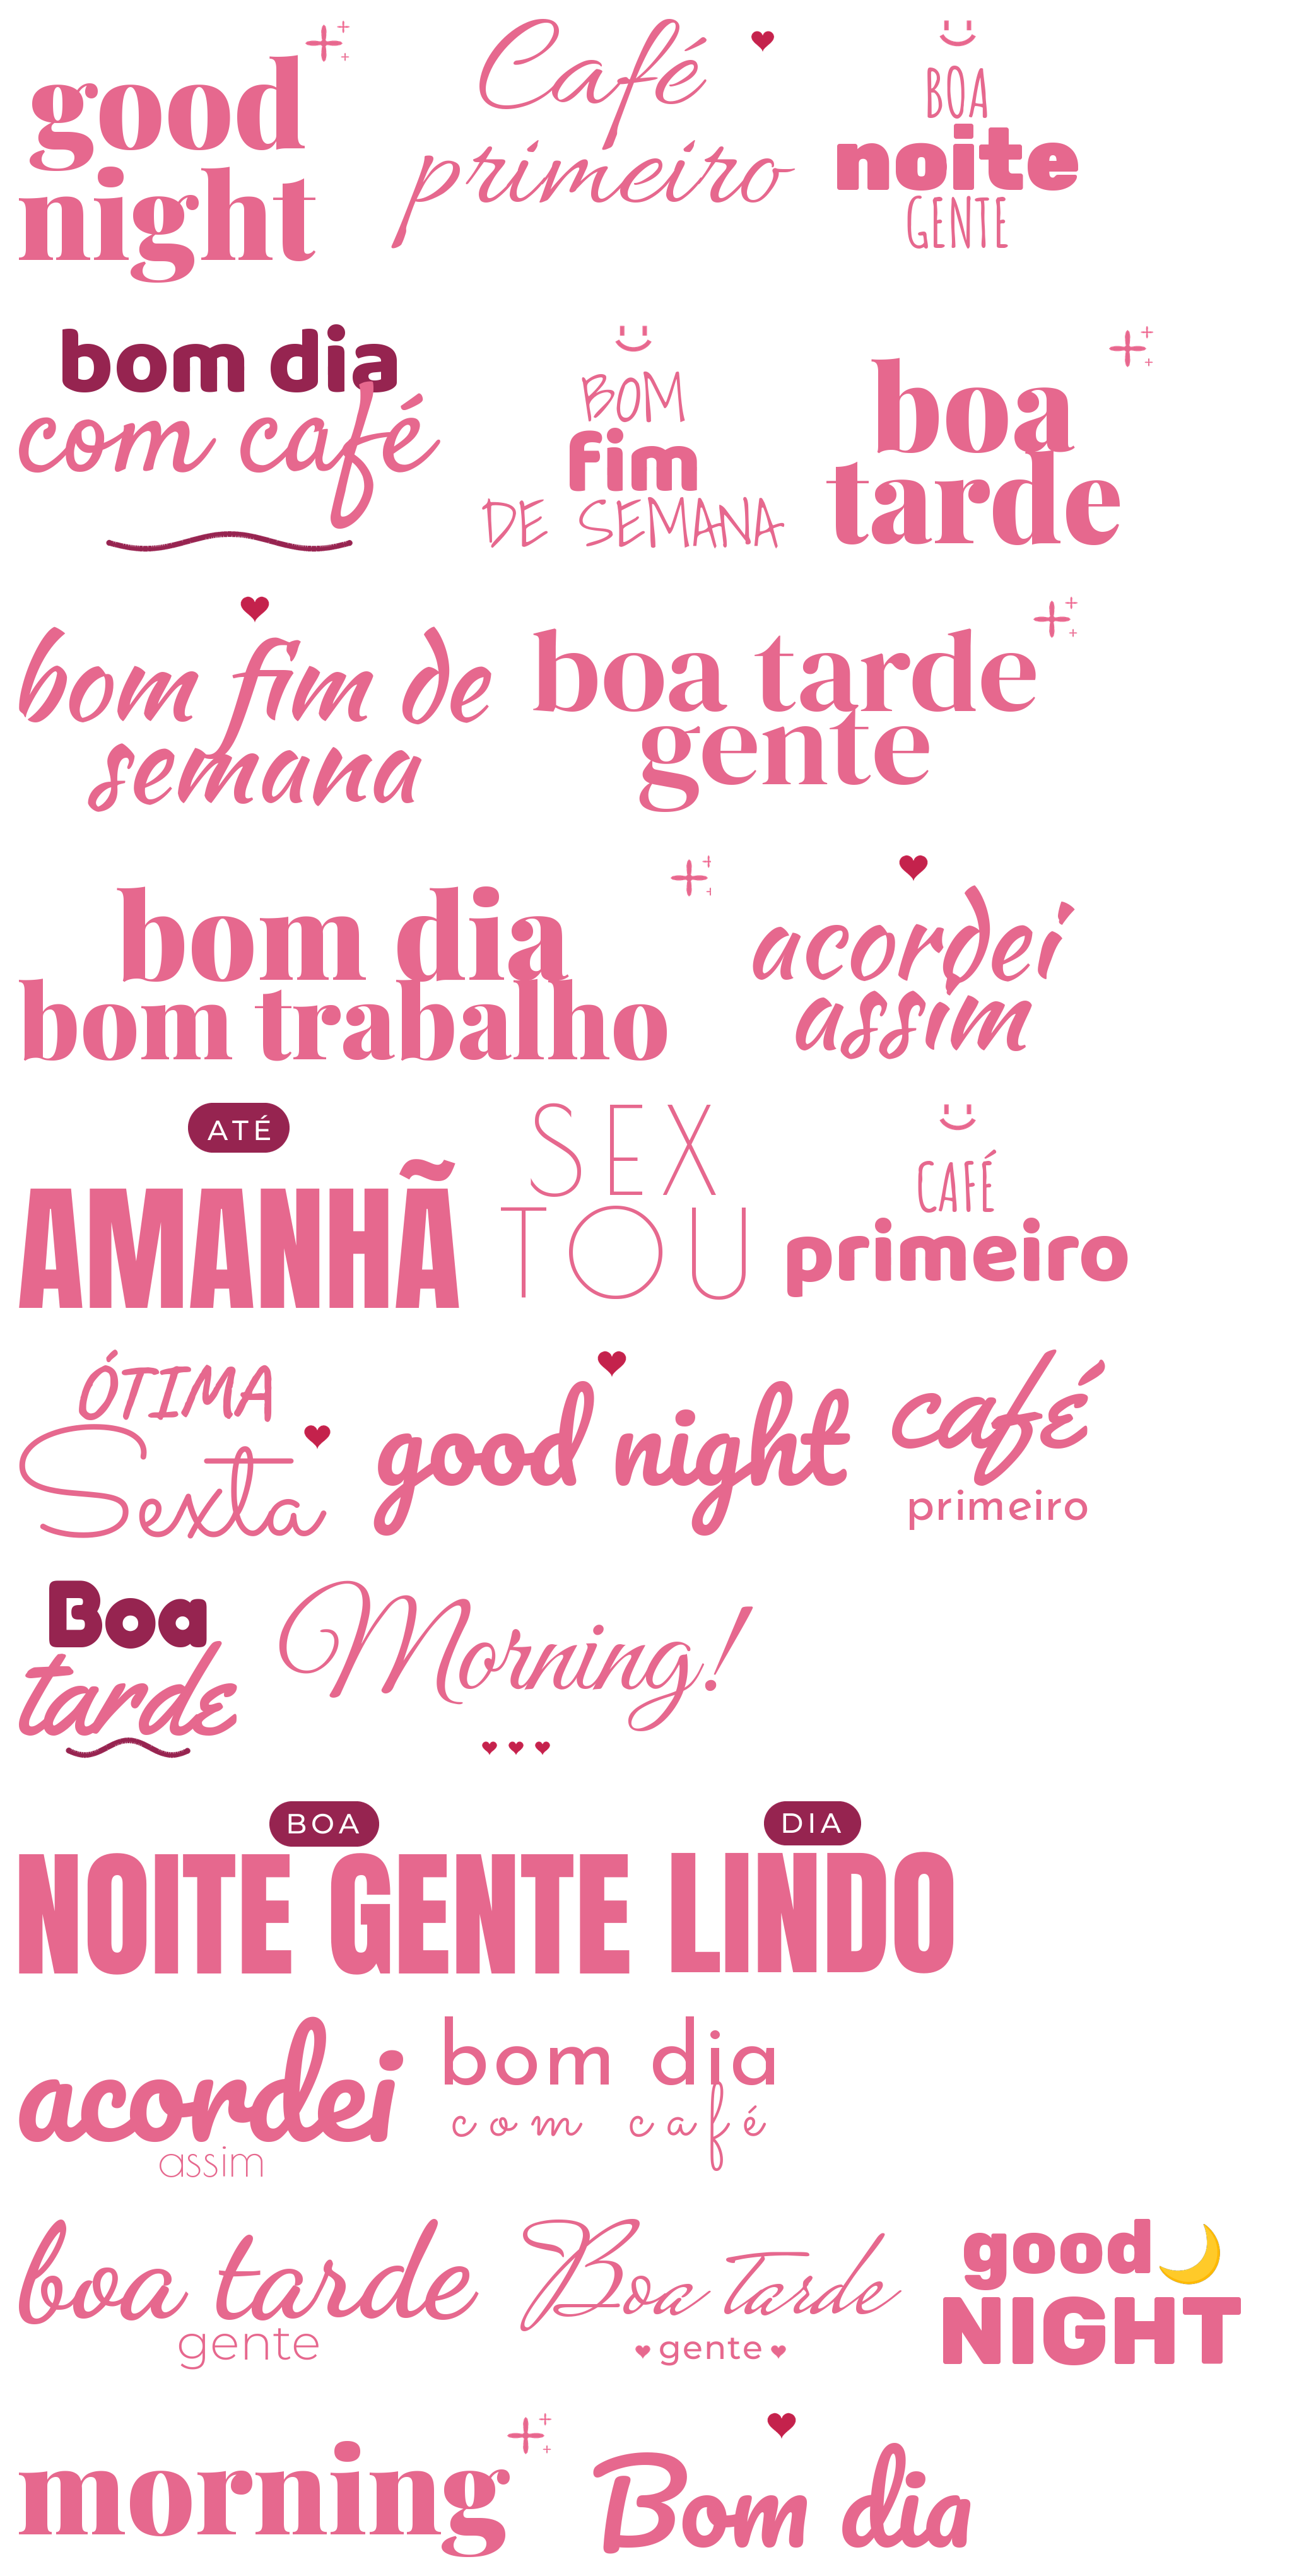 good
night
Café
primeiro
BOA
noite
GENTE
bom dia
com café
BOM
fim
DE SEMANA
boa
tarde
bom fim de
semana
boa tarde
gente
bom dia
bom trabalho
acordei
assim
ATÉ
AMANHÃ
SEX
TOU
CAFÉ
primeiro
ÓTIMA
Sexta
good night
café
primeiro
Boa
tarde
Morning!
BOA
NOITE GENTE
DIA
LINDO
acordei
assim
bom dia
com café
boa tarde
gente
Boa tarde
gente
good
NIGHT
morning
Bom dia